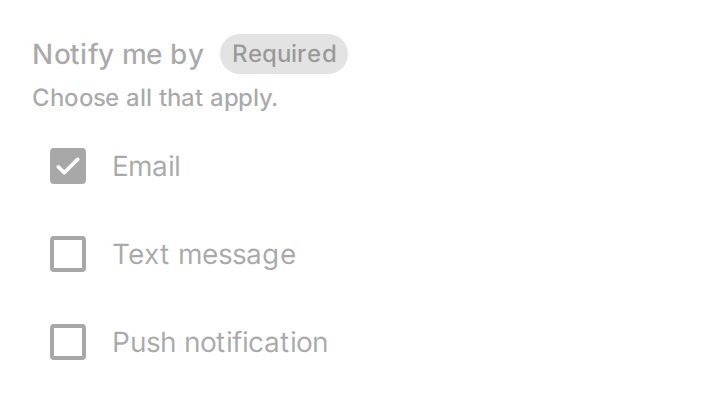 Notify me by Required
Choose all that apply.
Email
Text message
Push notification